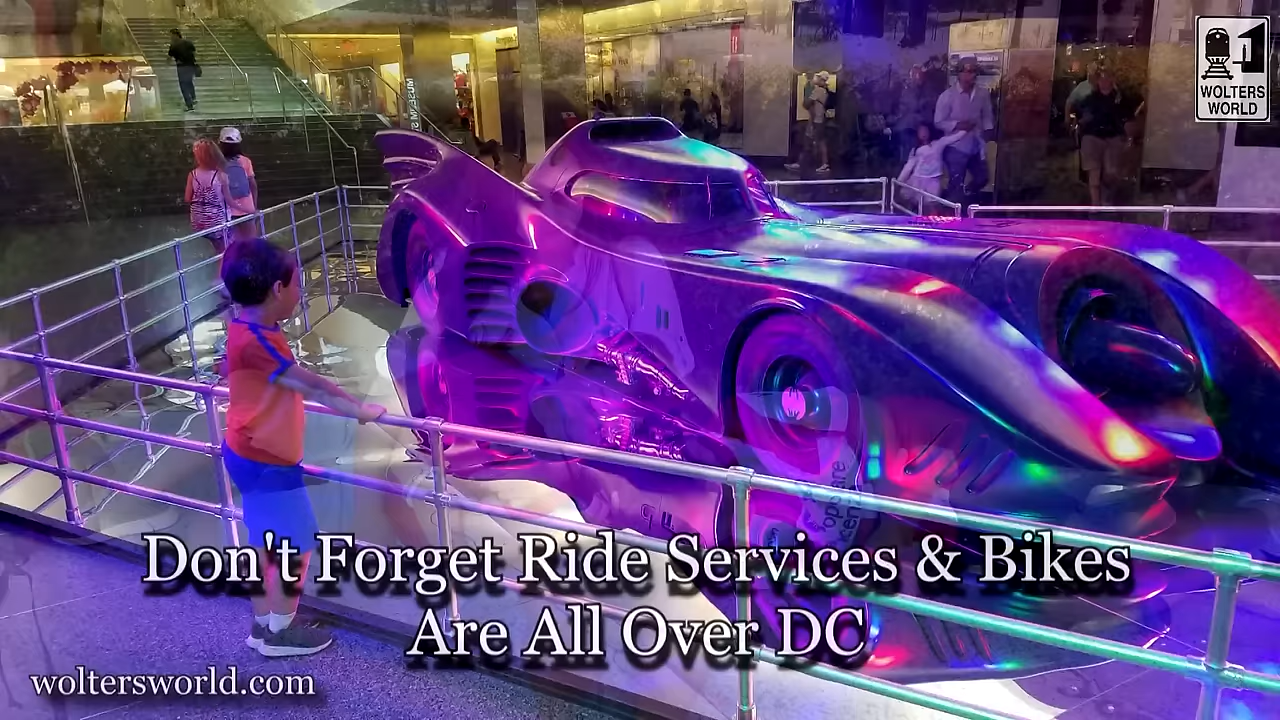 WOLTERS
WORLD
Don't Forget Ride Services & Bikes
Are All Over DC
woltersworld.com